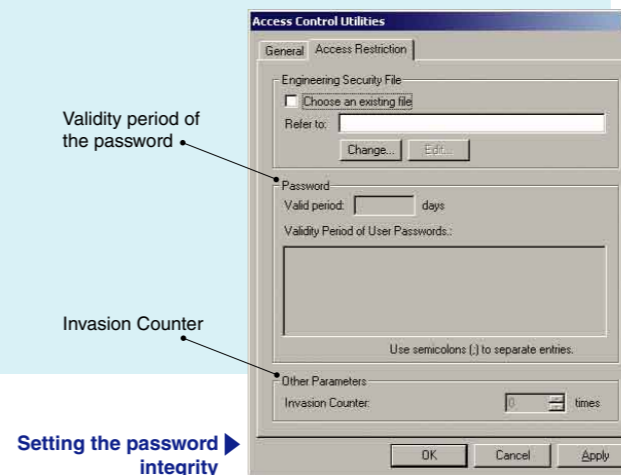 Access Control Utilities
General Access Restriction
Engineering Security File
Choose an existing file
Refer to:
Change... Edit...
Validity period of
the password
Password
Valid period: days
Validity Period of User Passwords.:
Use semicolons (;) to separate entries.
Invasion Counter
Other Parameters
Invasion Counter: 0 times
OK Cancel Apply
Setting the password
integrity